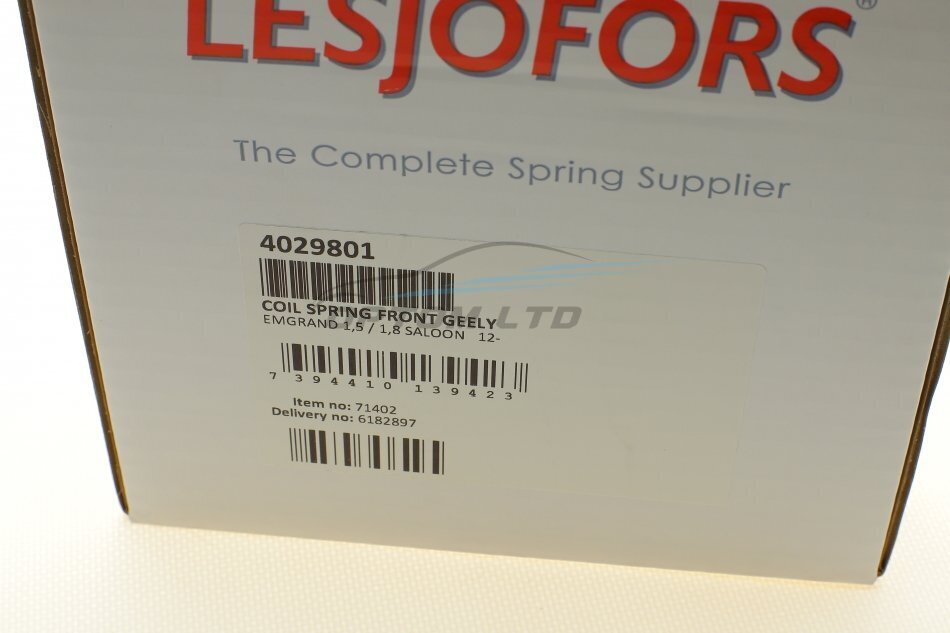 LESJOFORS®
The Complete Spring Supplier
4029801
COIL SPRING FRONT GEELY
EMGRAND 1,5 / 1,8 SALOON 12-
7 394410 139423
Item no: 71402
Delivery no: 6182897
LTD